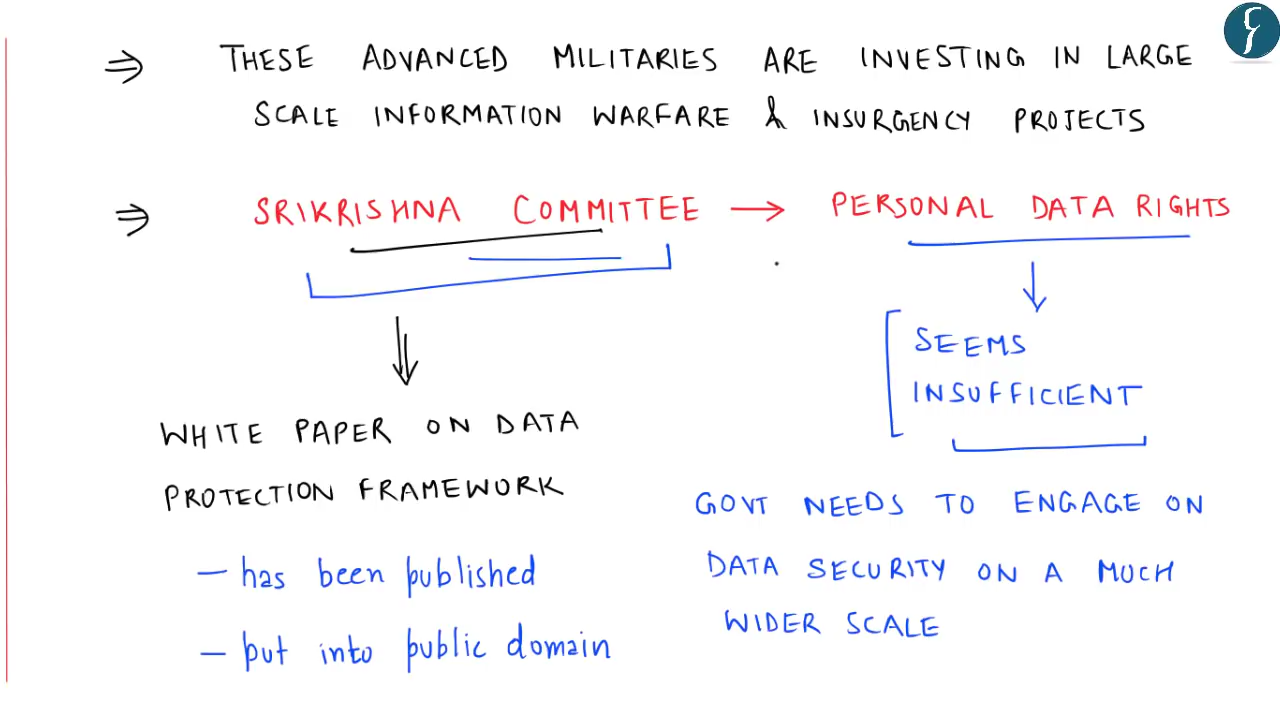 ⇒ THESE ADVANCED MILITARIES ARE INVESTING IN LARGE
SCALE INFORMATION WARFARE & INSURGENCY PROJECTS
⇒ SRIKRISHNA COMMITTEE → PERSONAL DATA RIGHTS
SEEMS
INSUFFICIENT
WHITE PAPER ON DATA
PROTECTION FRAMEWORK
– has been published
– put into public domain
GOVT NEEDS TO ENGAGE ON
DATA SECURITY ON A MUCH
WIDER SCALE